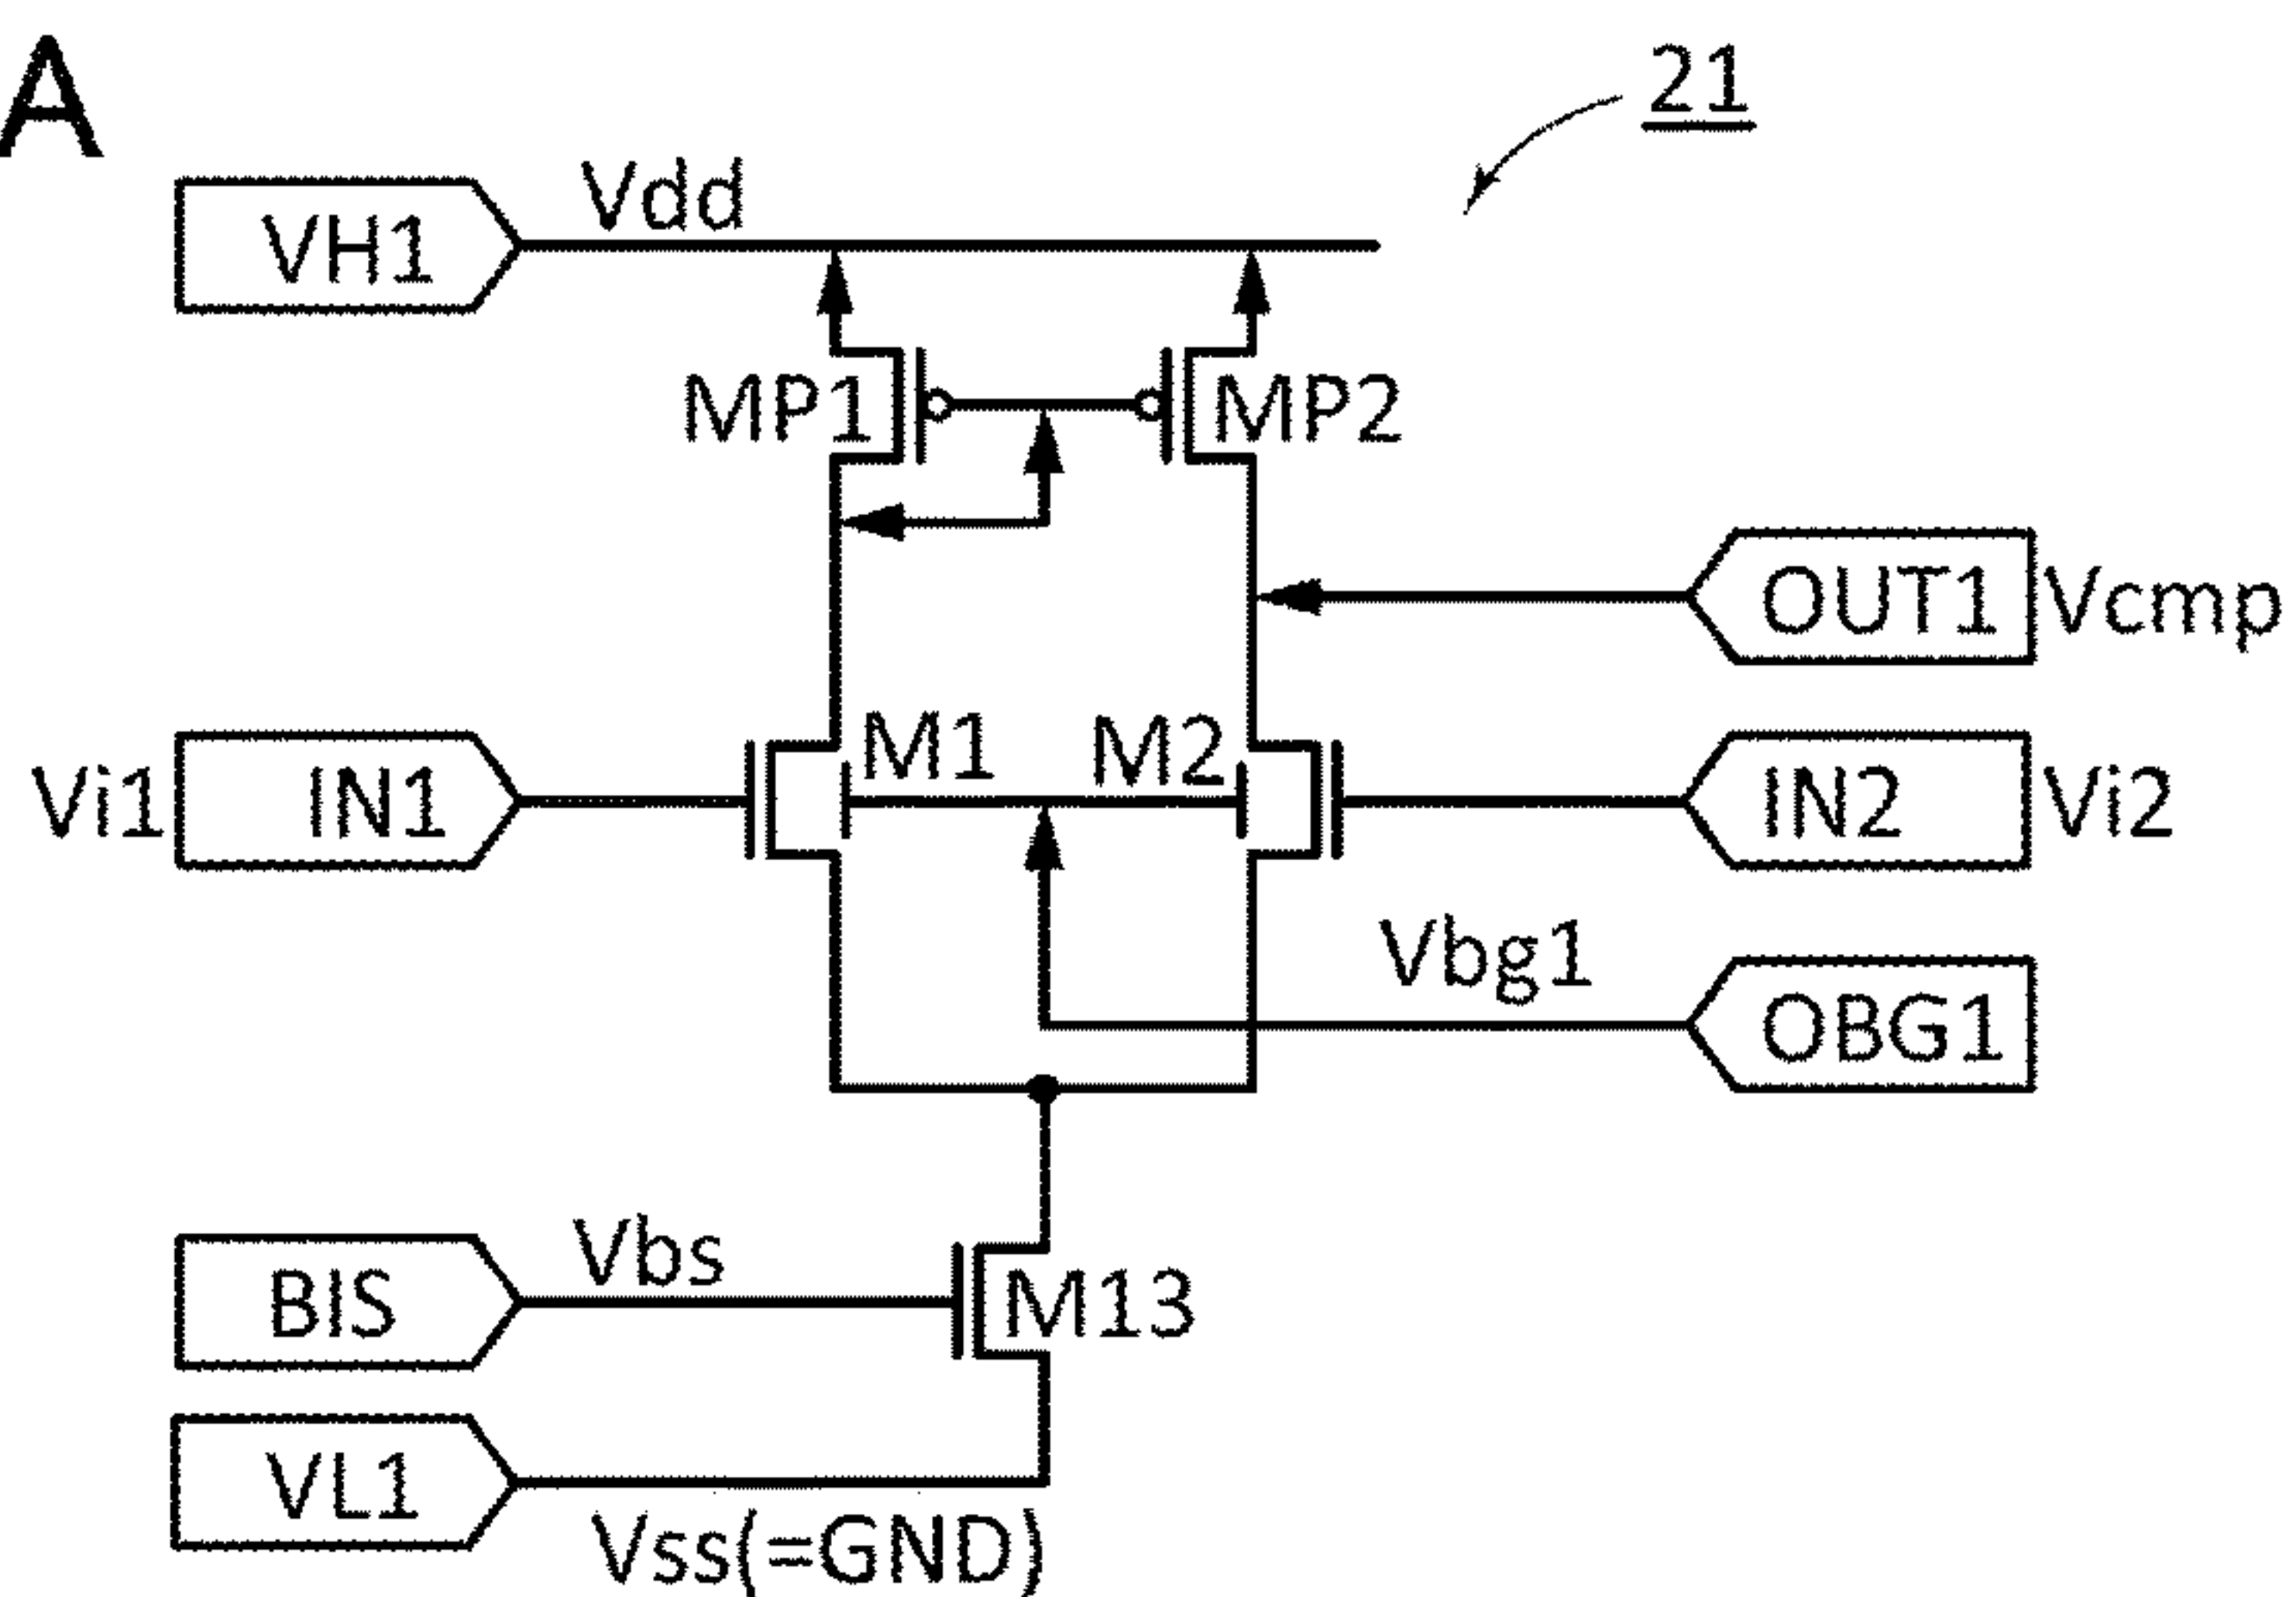 A
21
Vdd
VH1
MP1
MP2
OUT1 Vcmp
M1
M2
Vi1 IN1
IN2 Vi2
Vbg1
OBG1
Vbs
BIS
M13
VL1
Vss(=GND)